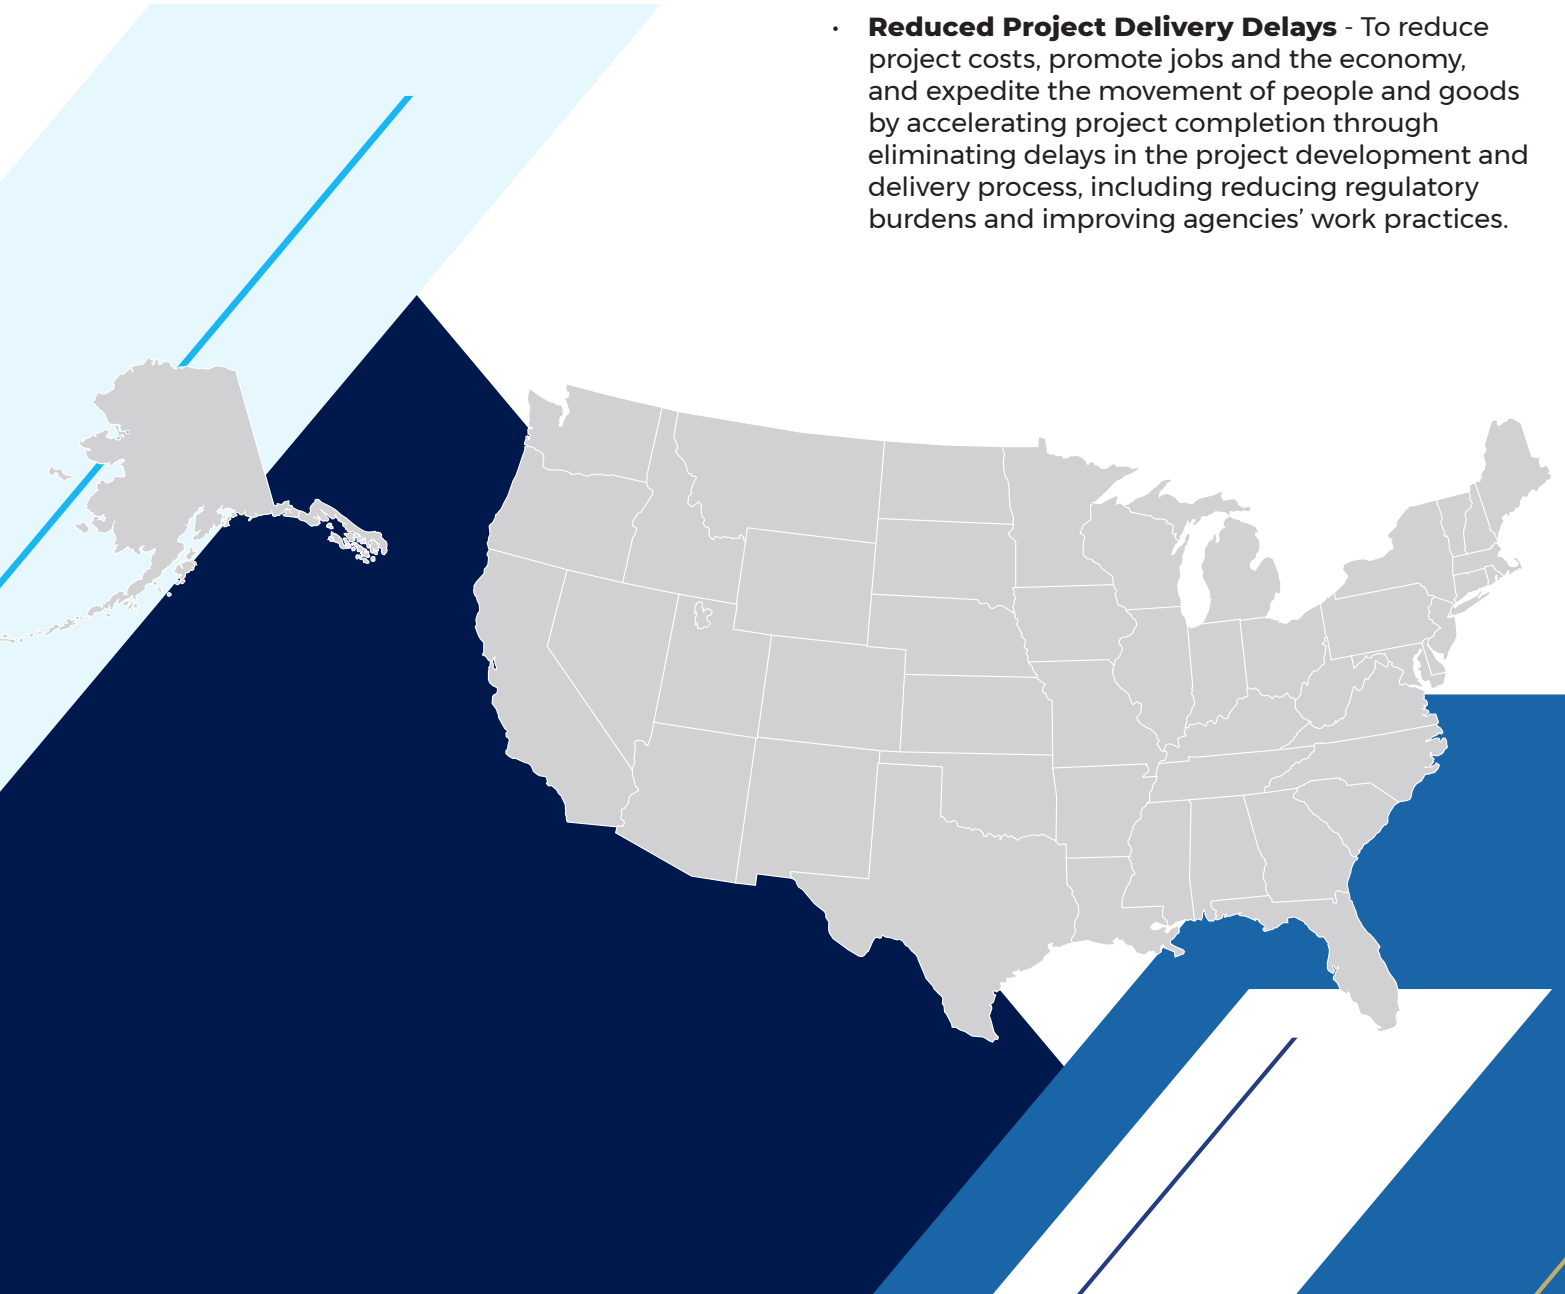 • Reduced Project Delivery Delays - To reduce
project costs, promote jobs and the economy,
and expedite the movement of people and goods
by accelerating project completion through
eliminating delays in the project development and
delivery process, including reducing regulatory
burdens and improving agencies’ work practices.